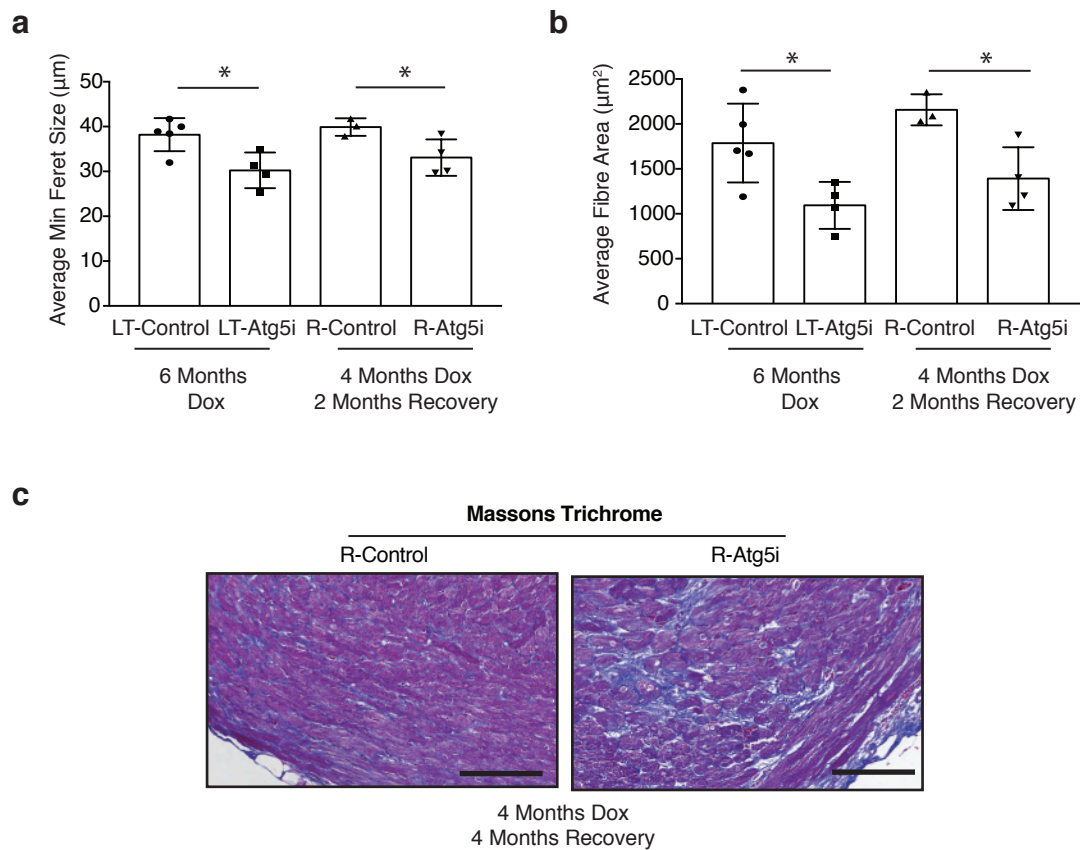 a
Average Min Feret Size (µm)
50
40
30
20
10
0
*
*
LT-Control LT-Atg5i R-Control R-Atg5i
6 Months
Dox
4 Months Dox
2 Months Recovery
b
Average Fibre Area (µm²)
2500
2000
1500
1000
500
0
*
*
LT-Control LT-Atg5i R-Control R-Atg5i
6 Months
Dox
4 Months Dox
2 Months Recovery
c
Massons Trichrome
R-Control R-Atg5i
4 Months Dox
4 Months Recovery